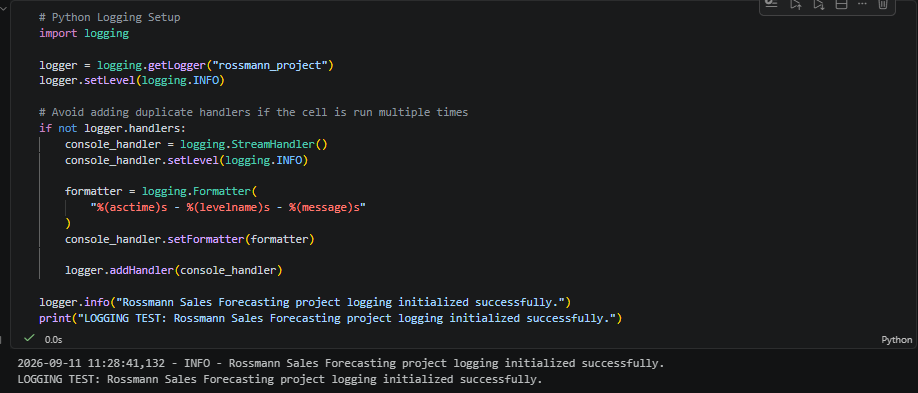 # Python Logging Setup
import logging

logger = logging.getLogger("rossmann_project")
logger.setLevel(logging.INFO)

# Avoid adding duplicate handlers if the cell is run multiple times
if not logger.handlers:
    console_handler = logging.StreamHandler()
    console_handler.setLevel(logging.INFO)

    formatter = logging.Formatter(
        "%(asctime)s - %(levelname)s - %(message)s"
    )
    console_handler.setFormatter(formatter)

    logger.addHandler(console_handler)

logger.info("Rossmann Sales Forecasting project logging initialized successfully.")
print("LOGGING TEST: Rossmann Sales Forecasting project logging initialized successfully.")
0.0s
Python
2026-09-11 11:28:41,132 - INFO - Rossmann Sales Forecasting project logging initialized successfully.
LOGGING TEST: Rossmann Sales Forecasting project logging initialized successfully.